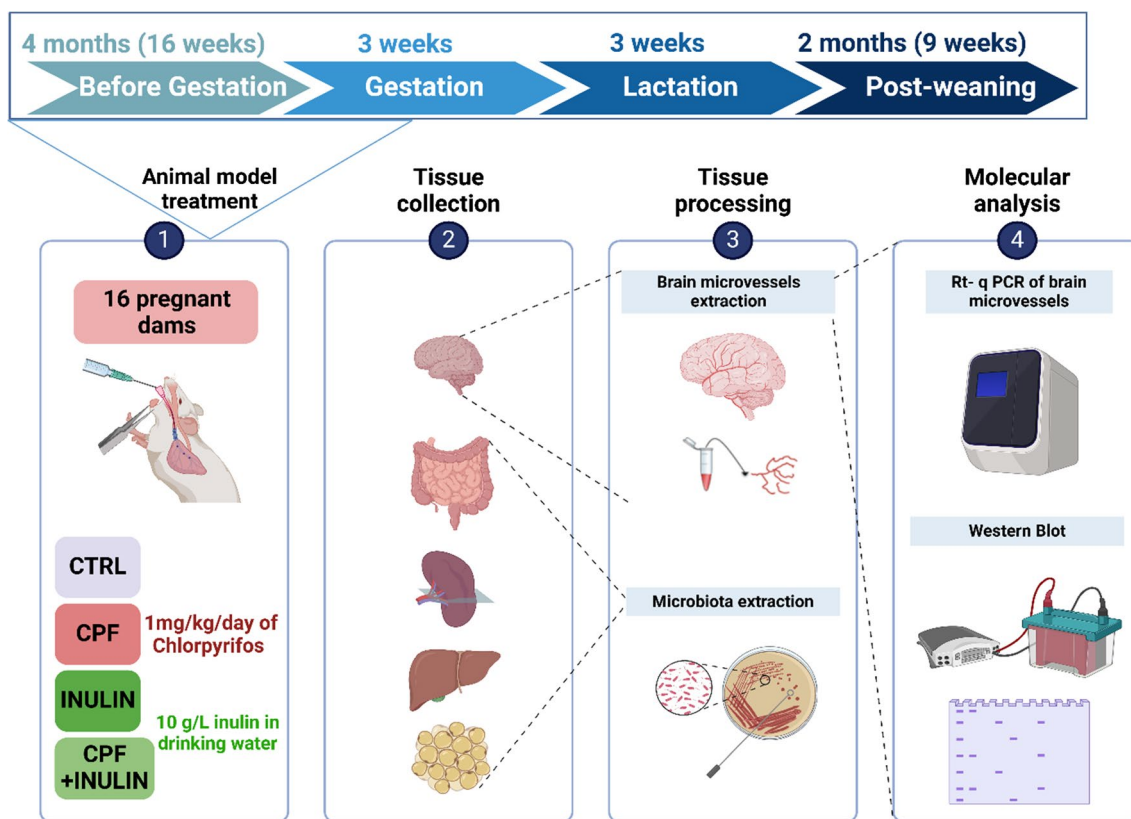 4 months (16 weeks)
3 weeks
3 weeks
2 months (9 weeks)
Before Gestation
Gestation
Lactation
Post-weaning
Animal model
treatment
1
16 pregnant
dams
CTRL
CPF
1mg/kg/day of
Chlorpyrifos
INULIN
10 g/L inulin in
drinking water
CPF
+INULIN
Tissue
collection
2
Tissue
processing
3
Brain microvessels
extraction
Microbiota extraction
Molecular
analysis
4
Rt- q PCR of brain
microvessels
Western Blot